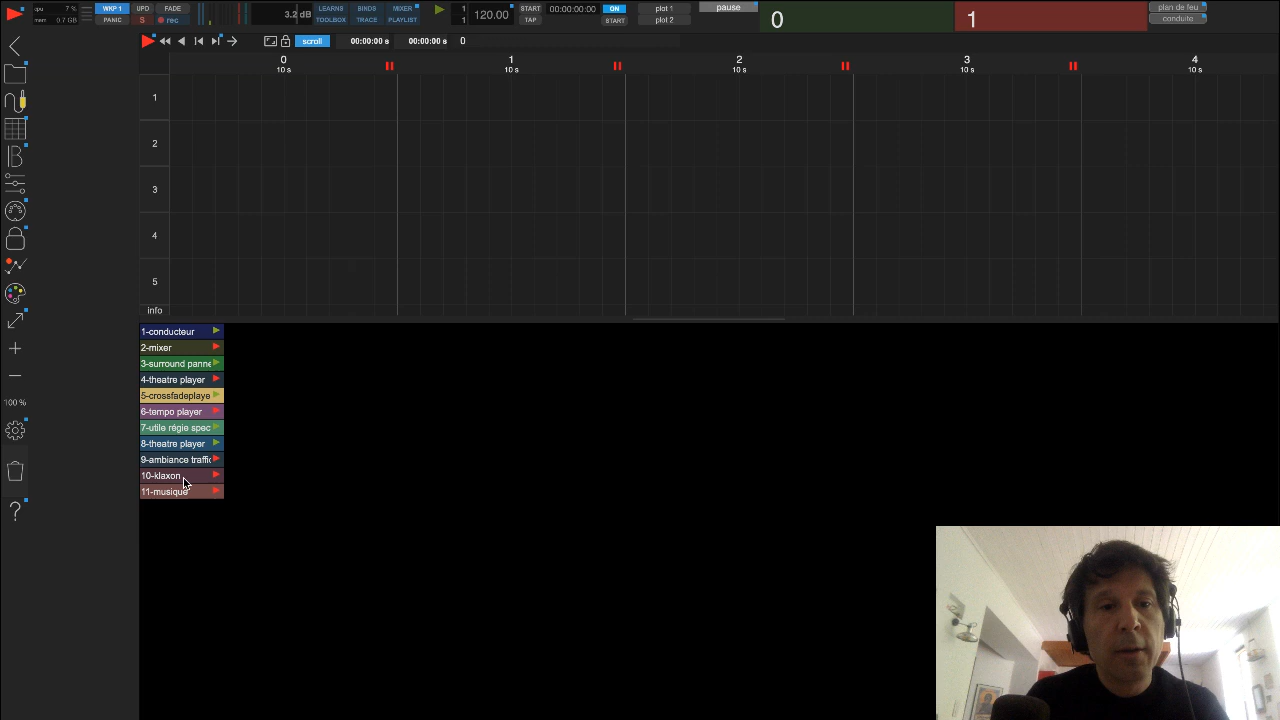 cpu 7 %
mem 0.7 GB
WKP 1
PANIC
UFO
S
FADE
rec
3.2 dB
LEARNS
TOOLBOX
BINDS
TRACE
MIXER
PLAYLIST
1
1
120.00
START
TAP
00:00:00:00
ON
START
plot 1
plot 2
pause
0
1
plan de feu
conduite
scroll
00:00:00 s
00:00:00 s
0
0
10 s
1
10 s
2
10 s
3
10 s
4
10 s
1
2
3
4
5
info
1-conducteur
2-mixer
3-surround panne
4-theatre player
5-crossfadeplaye
6-tempo player
7-utile régie spec
8-theatre player
9-ambiance traffic
10-klaxon
11-musique
100 %
?